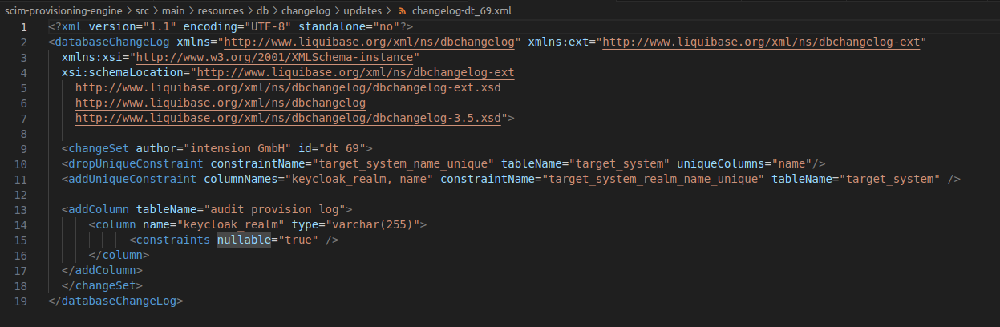 scim-provisioning-engine > src > main > resources > db > changelog > updates > changelog-dt_69.xml
1 <?xml version="1.1" encoding="UTF-8" standalone="no"?>
2 <databaseChangeLog xmlns="http://www.liquibase.org/xml/ns/dbchangelog" xmlns:ext="http://www.liquibase.org/xml/ns/dbchangelog-ext"
3 xmlns:xsi="http://www.w3.org/2001/XMLSchema-instance"
4 xsi:schemaLocation="http://www.liquibase.org/xml/ns/dbchangelog-ext
5 http://www.liquibase.org/xml/ns/dbchangelog/dbchangelog-ext.xsd
6 http://www.liquibase.org/xml/ns/dbchangelog
7 http://www.liquibase.org/xml/ns/dbchangelog/dbchangelog-3.5.xsd">
8
9 <changeSet author="intension GmbH" id="dt_69">
10 <dropUniqueConstraint constraintName="target_system_name_unique" tableName="target_system" uniqueColumns="name"/>
11 <addUniqueConstraint columnNames="keycloak_realm, name" constraintName="target_system_realm_name_unique" tableName="target_system" />
12
13 <addColumn tableName="audit_provision_log">
14 <column name="keycloak_realm" type="varchar(255)">
15 <constraints nullable="true" />
16 </column>
17 </addColumn>
18 </changeSet>
19 </databaseChangeLog>